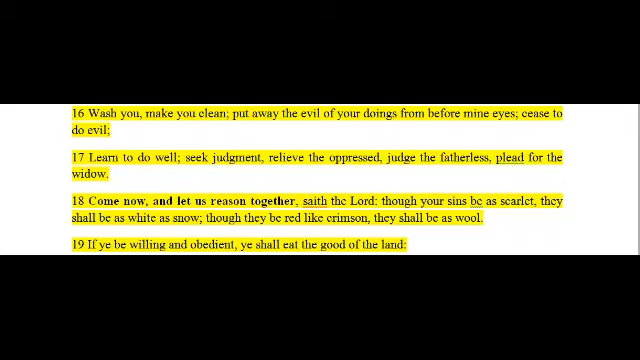 16 Wash you, make you clean; put away the evil of your doings from before mine eyes; cease to
do evil;
17 Learn to do well; seek judgment, relieve the oppressed, judge the fatherless, plead for the
widow.
18 Come now, and let us reason together, saith the Lord: though your sins be as scarlet, they
shall be as white as snow; though they be red like crimson, they shall be as wool.
19 If ye be willing and obedient, ye shall eat the good of the land: